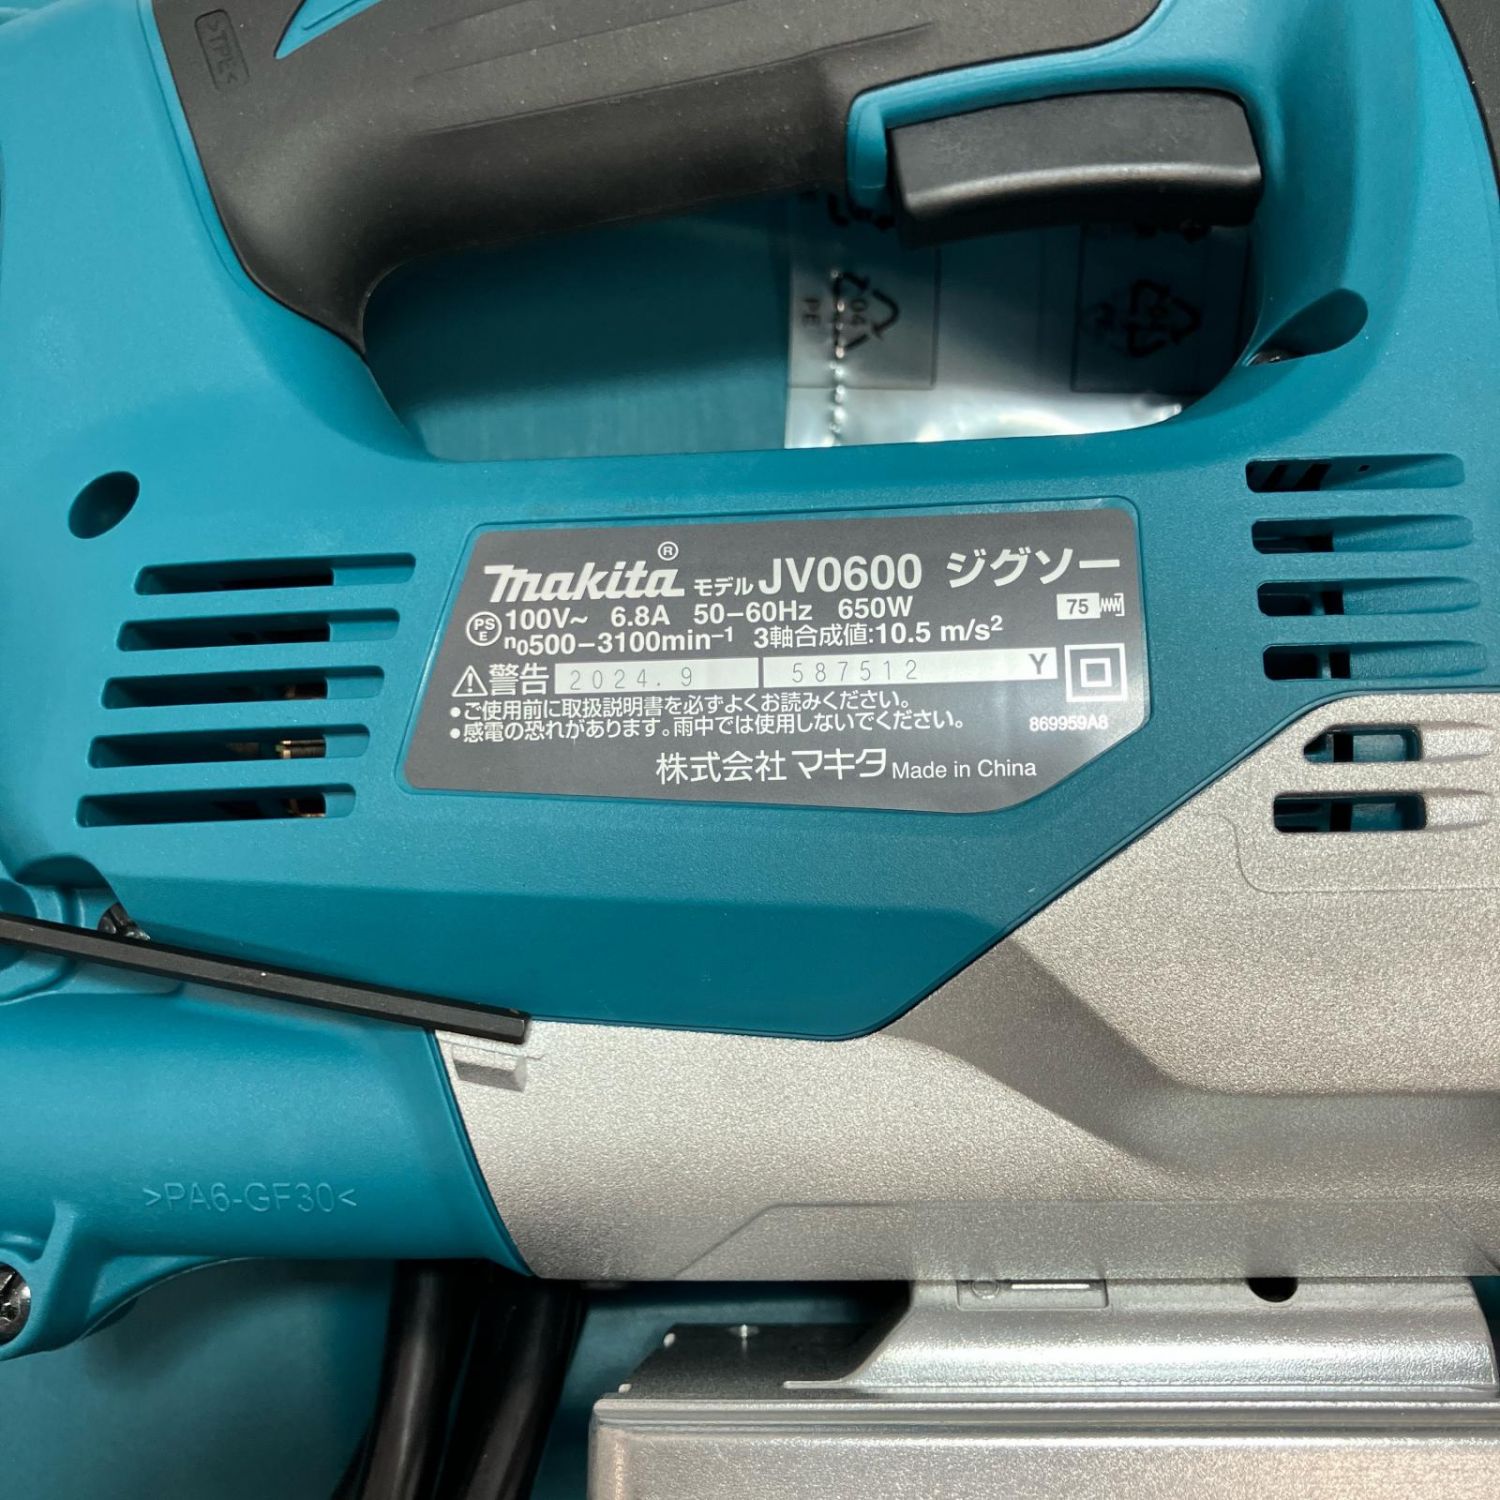 >TPE<
04
PE
makita® モデル JV0600 ジグソー
PS E 100V～ 6.8A 50–60Hz 650W 75
n₀500–3100min⁻¹ 3軸合成値:10.5 m/s²
⚠警告 2024.9 587512 Y
•ご使用前に取扱説明書を必ずよくお読みください。
•感電の恐れがあります。雨中では使用しないでください。 869959A8
株式会社 マキタ Made in China
>PA6-GF30<